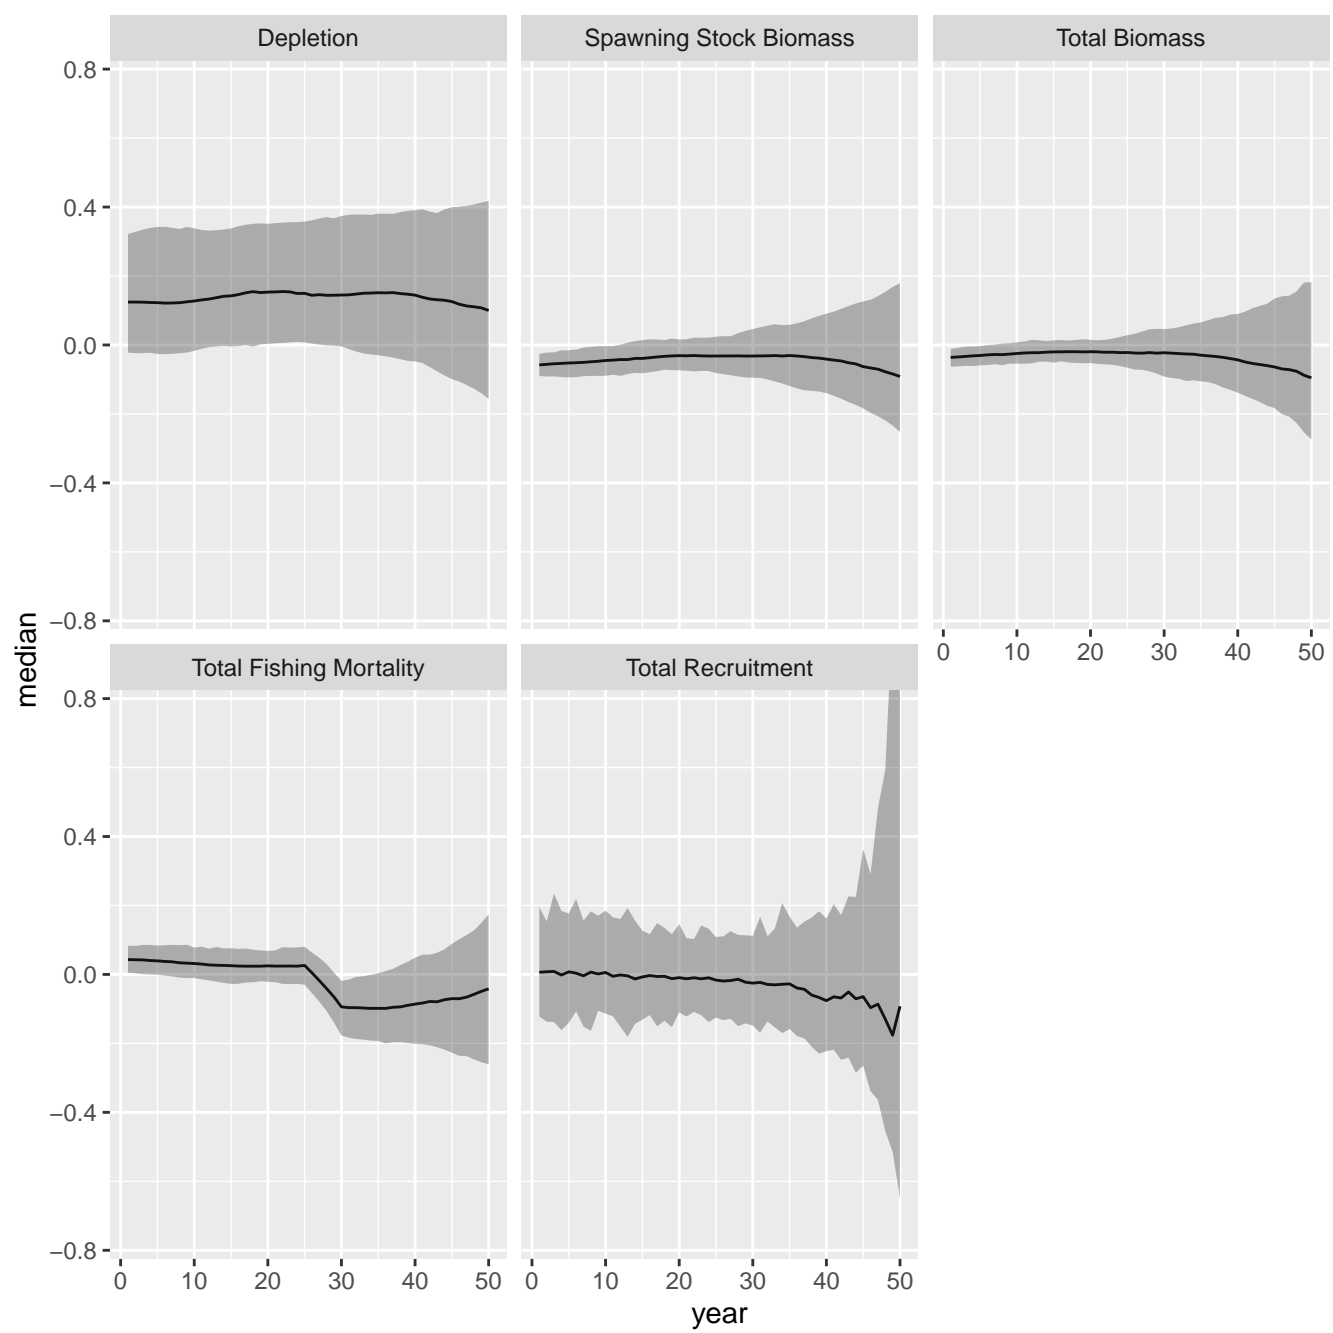 Depletion
Spawning Stock Biomass
Total Biomass
0.8
0.4
0.0
−0.4
−0.8
0 10 20 30 40 50
median
Total Fishing Mortality
Total Recruitment
0.8
0.4
0.0
−0.4
−0.8
0 10 20 30 40 50
0 10 20 30 40 50
year